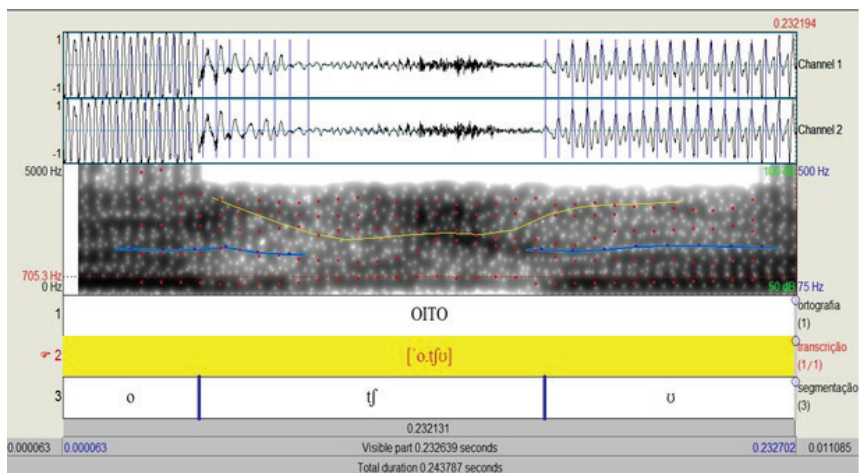 0.232194
1
-1
Channel 1
1
-1
Channel 2
5000 Hz
100 dB 500 Hz
705.3 Hz
0 Hz
50 dB 75 Hz
1
OITO
ortografia
(1)
2
[ˈo.tʃʊ]
transcrição
(1/1)
3
o
tʃ
ʊ
segmentação
(3)
0.232131
0.000063
0.000063
Visible part 0.232639 seconds
0.232702
0.011085
Total duration 0.243787 seconds